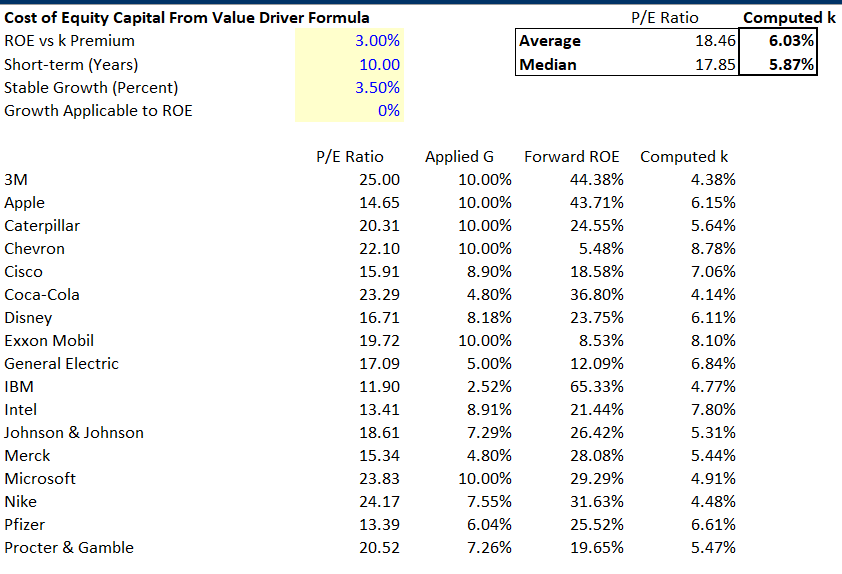 Cost of Equity Capital From Value Driver Formula P/E Ratio Computed k
ROE vs k Premium 3.00% Average 18.46 6.03%
Short-term (Years) 10.00 Median 17.85 5.87%
Stable Growth (Percent) 3.50%
Growth Applicable to ROE 0%
P/E Ratio Applied G Forward ROE Computed k
3M 25.00 10.00% 44.38% 4.38%
Apple 14.65 10.00% 43.71% 6.15%
Caterpillar 20.31 10.00% 24.55% 5.64%
Chevron 22.10 10.00% 5.48% 8.78%
Cisco 15.91 8.90% 18.58% 7.06%
Coca-Cola 23.29 4.80% 36.80% 4.14%
Disney 16.71 8.18% 23.75% 6.11%
Exxon Mobil 19.72 10.00% 8.53% 8.10%
General Electric 17.09 5.00% 12.09% 6.84%
IBM 11.90 2.52% 65.33% 4.77%
Intel 13.41 8.91% 21.44% 7.80%
Johnson & Johnson 18.61 7.29% 26.42% 5.31%
Merck 15.34 4.80% 28.08% 5.44%
Microsoft 23.83 10.00% 29.29% 4.91%
Nike 24.17 7.55% 31.63% 4.48%
Pfizer 13.39 6.04% 25.52% 6.61%
Procter & Gamble 20.52 7.26% 19.65% 5.47%